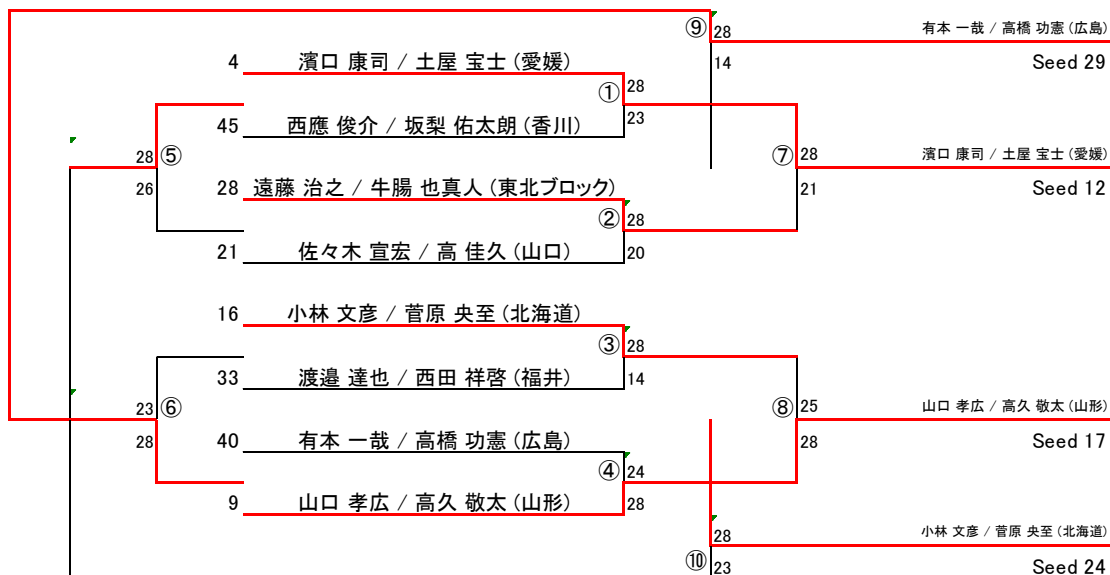 ⑨ 28 有本 一哉 / 高橋 功憲 (広島)
4 濱口 康司 / 土屋 宝士 (愛媛) 14 Seed 29
① 28
45 西應 俊介 / 坂梨 佑太朗 (香川) 23
28 ⑤ ⑦ 28 濱口 康司 / 土屋 宝士 (愛媛)
26 28 遠藤 治之 / 牛腸 也真人 (東北ブロック) 21 Seed 12
② 28
21 佐々木 宣宏 / 高 佳久 (山口) 20
16 小林 文彦 / 菅原 央至 (北海道)
③ 28
33 渡邉 達也 / 西田 祥啓 (福井) 14
23 ⑥ ⑧ 25 山口 孝広 / 高久 敬太 (山形)
28 40 有本 一哉 / 高橋 功憲 (広島) 28 Seed 17
④ 24
9 山口 孝広 / 高久 敬太 (山形) 28
28 小林 文彦 / 菅原 央至 (北海道)
⑩ 23 Seed 24